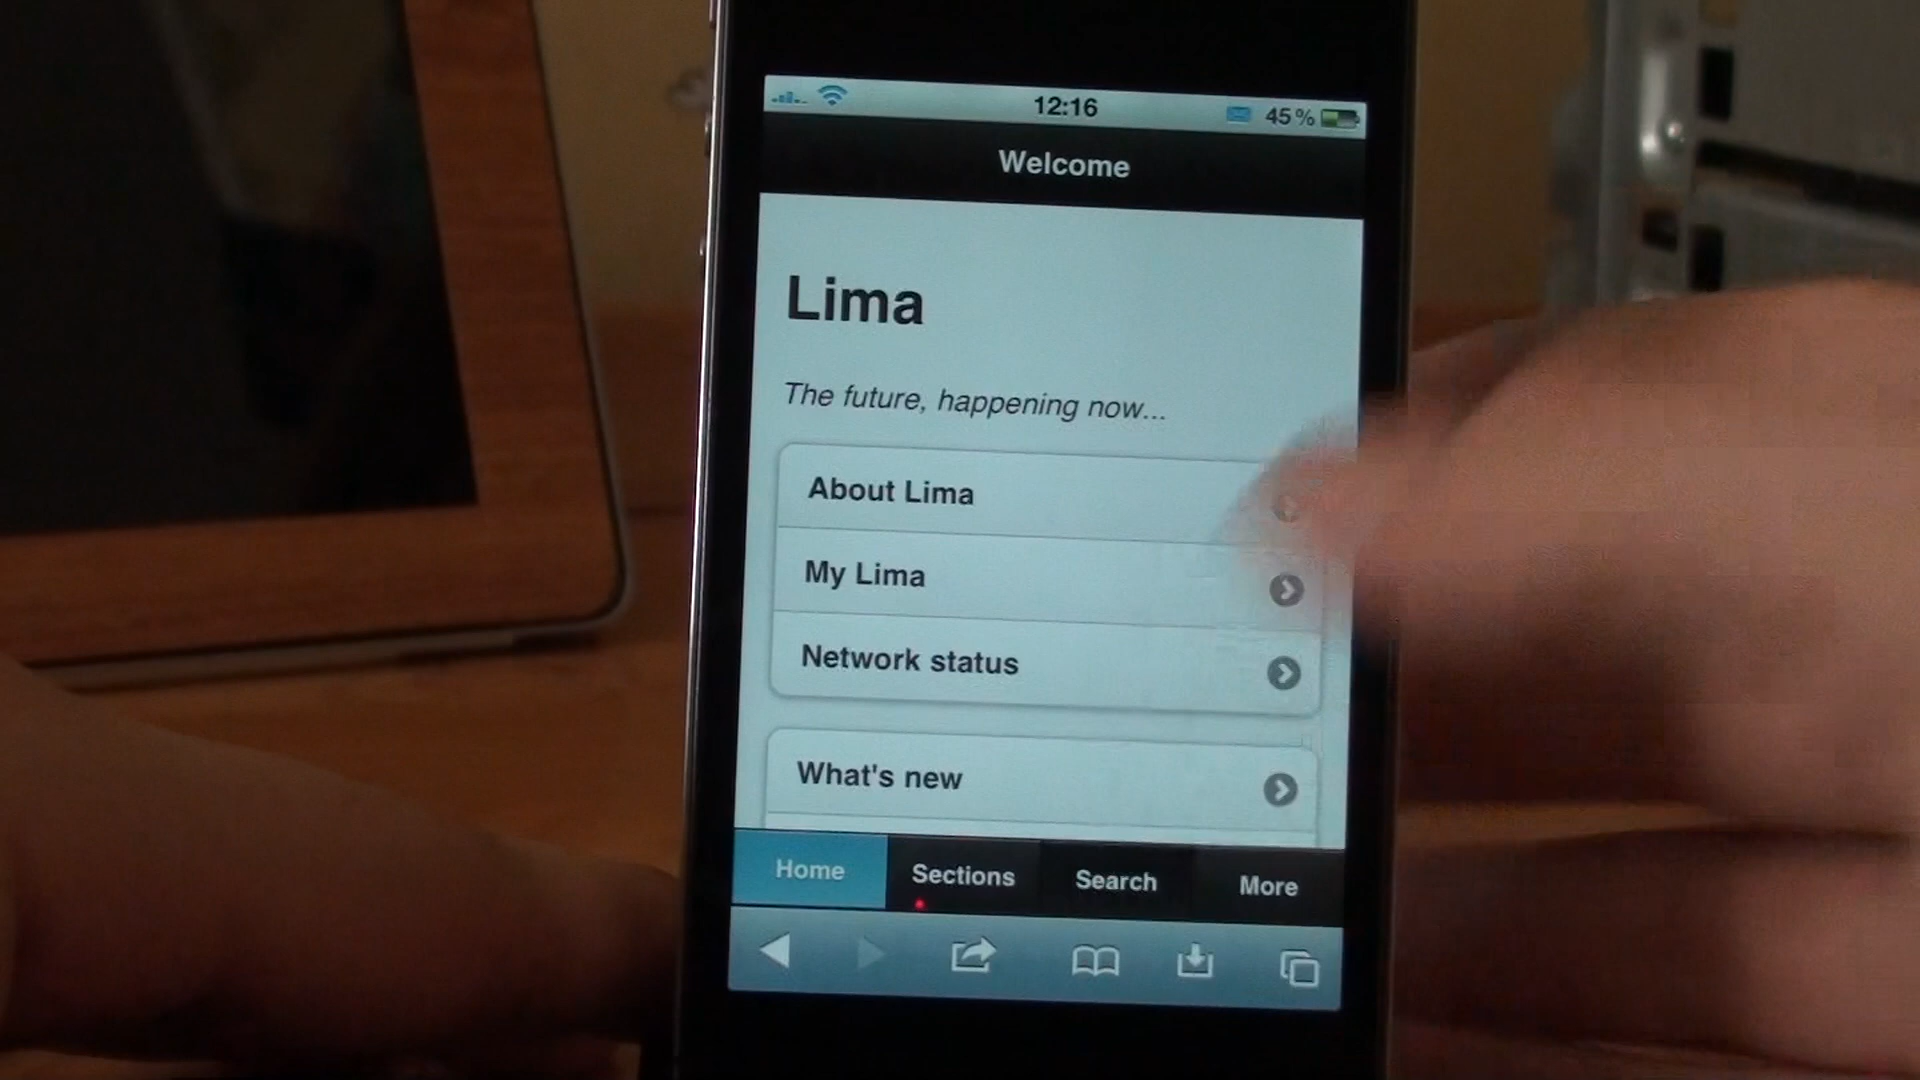 12:16
45%
Welcome
Lima
The future, happening now...
About Lima
My Lima
Network status
What's new
Home
Sections
Search
More